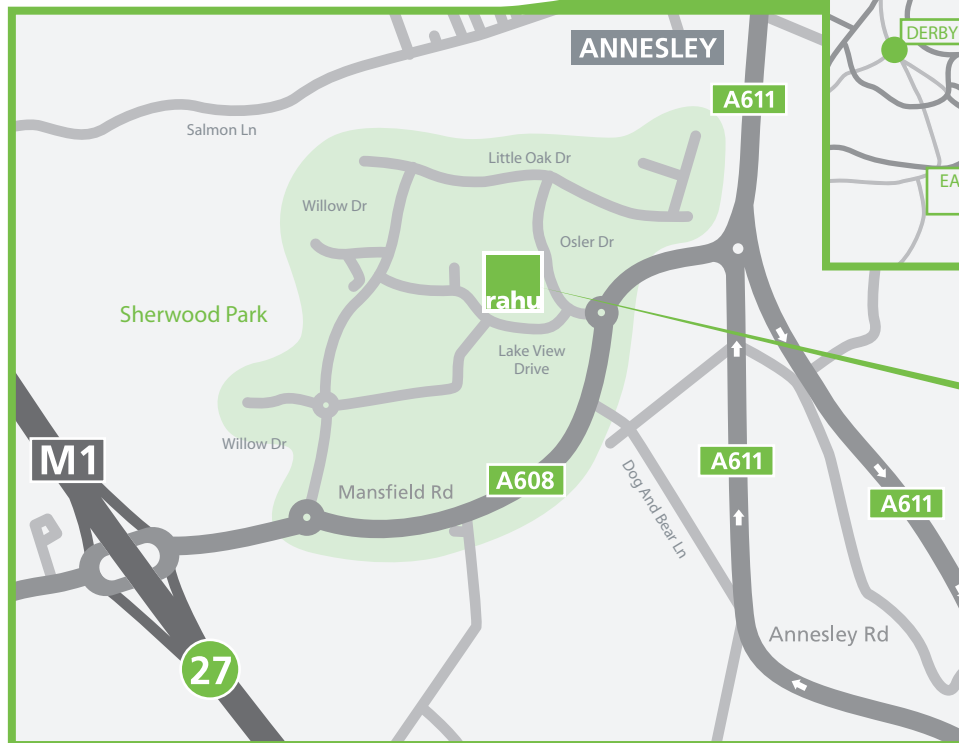 ANNESLEY
DERBY
A611
Salmon Ln
Little Oak Dr
EA
Willow Dr
Osler Dr
rahu
Sherwood Park
Lake View
Drive
Willow Dr
M1
A611
Mansfield Rd
A608
A611
Dog And Bear Ln
Annesley Rd
27